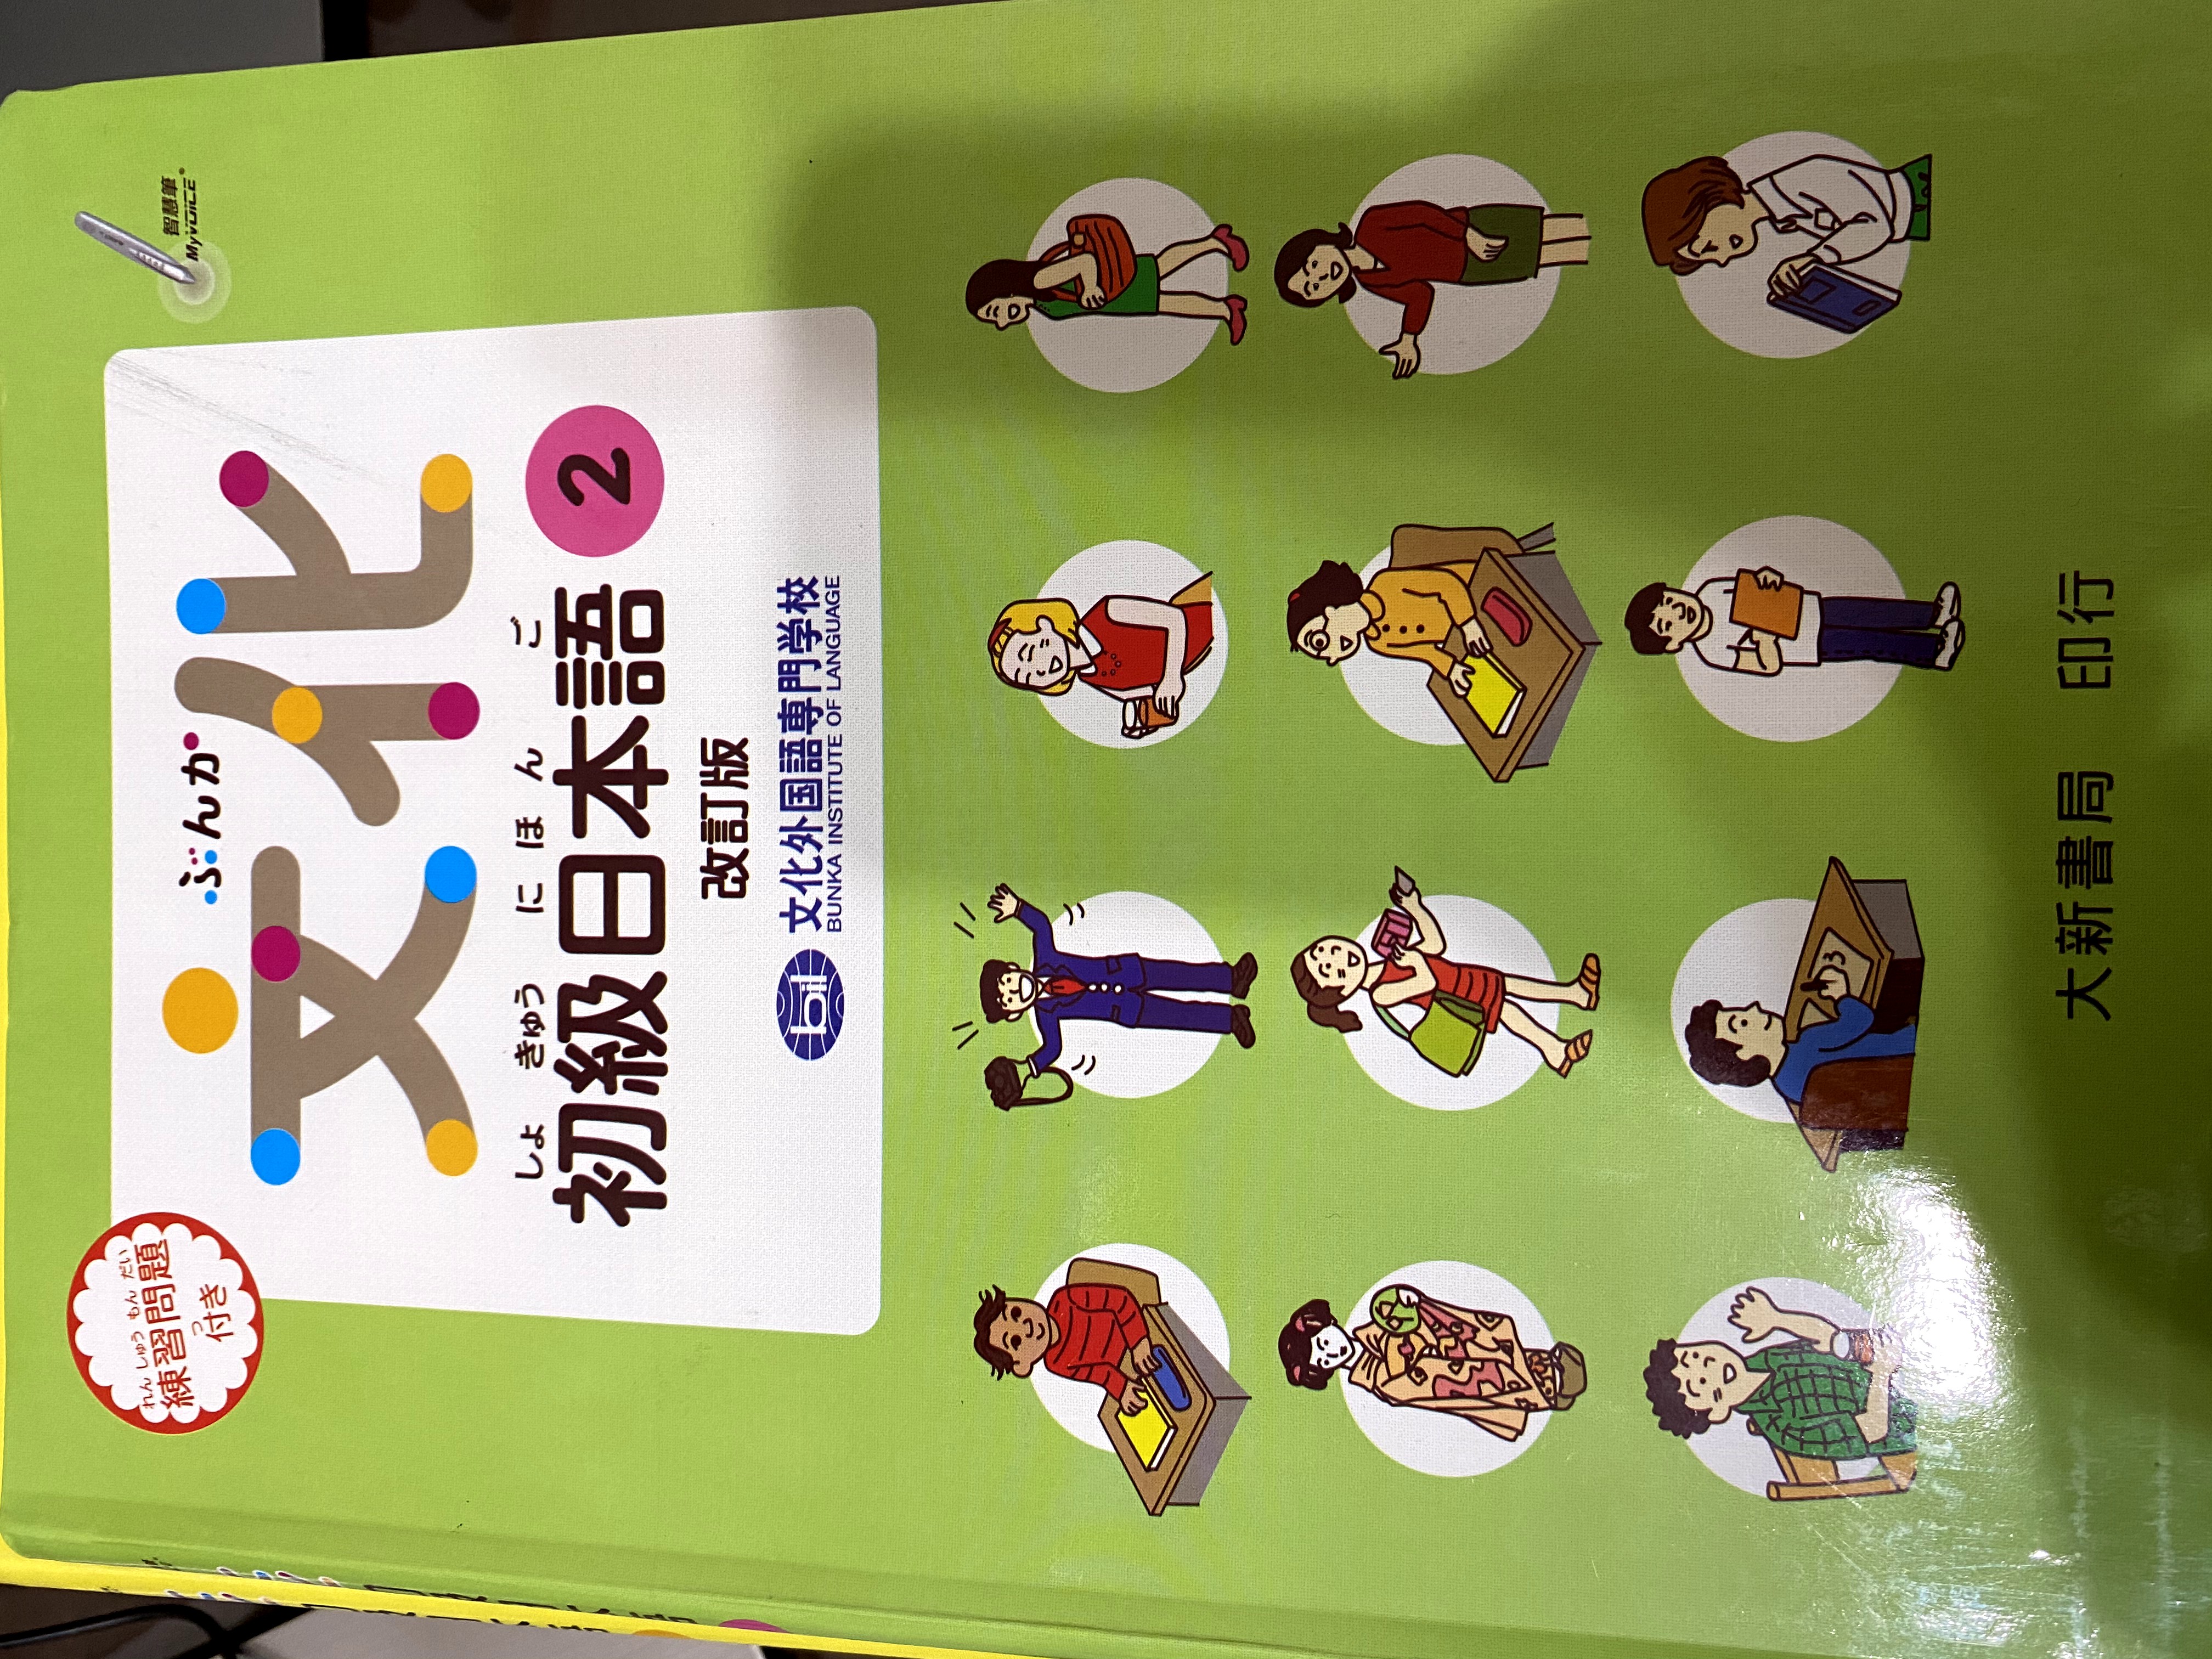 れんしゅうもんだい
練習問題
つ
付き
智慧筆
MyVOICE®
ぶんか
文化
しょ きゅう に ほん ご
初級日本語 2
改訂版
bil 文化外国語専門学校
BUNKA INSTITUTE OF LANGUAGE
3
大新書局 印行